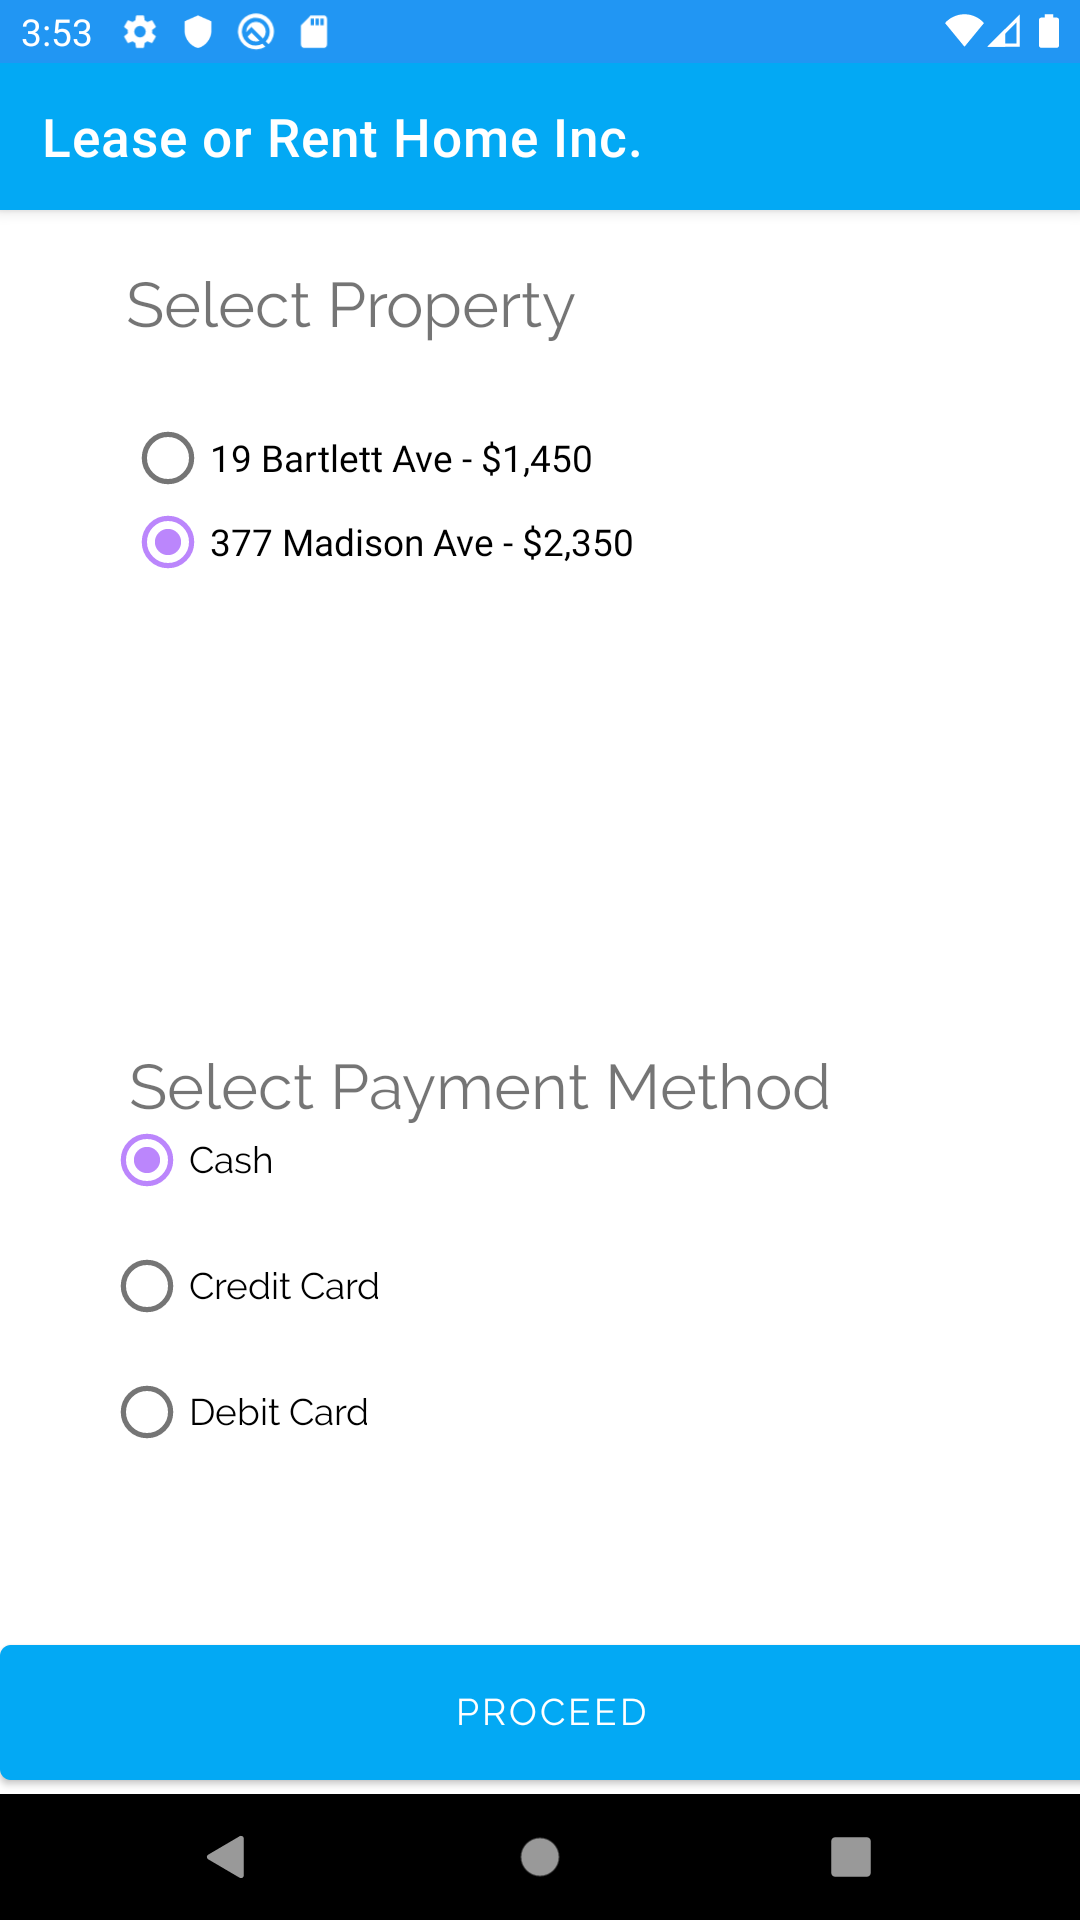 3:53
Lease or Rent Home Inc.
Select Property
19 Bartlett Ave - $1,450
377 Madison Ave - $2,350
Select Payment Method
Cash
Credit Card
Debit Card
PROCEED